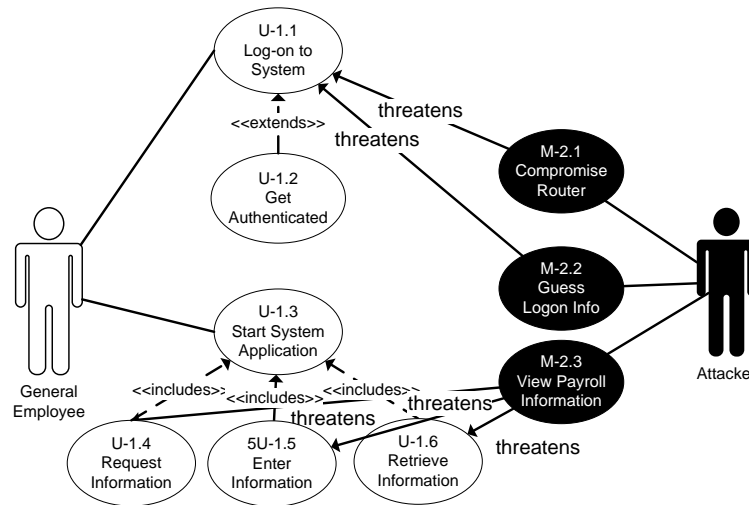 U-1.1
Log-on to
System
threatens
<<extends>>
threatens
M-2.1
Compromise
Router
U-1.2
Get
Authenticated
M-2.2
Guess
Logon Info
U-1.3
Start System
Application
M-2.3
View Payroll
Information
General
Employee
Attacke
<<includes>>
<<includes>>
<<includes>>
threatens
threatens
U-1.4
Request
Information
5U-1.5
Enter
Information
U-1.6
Retrieve
Information
threatens